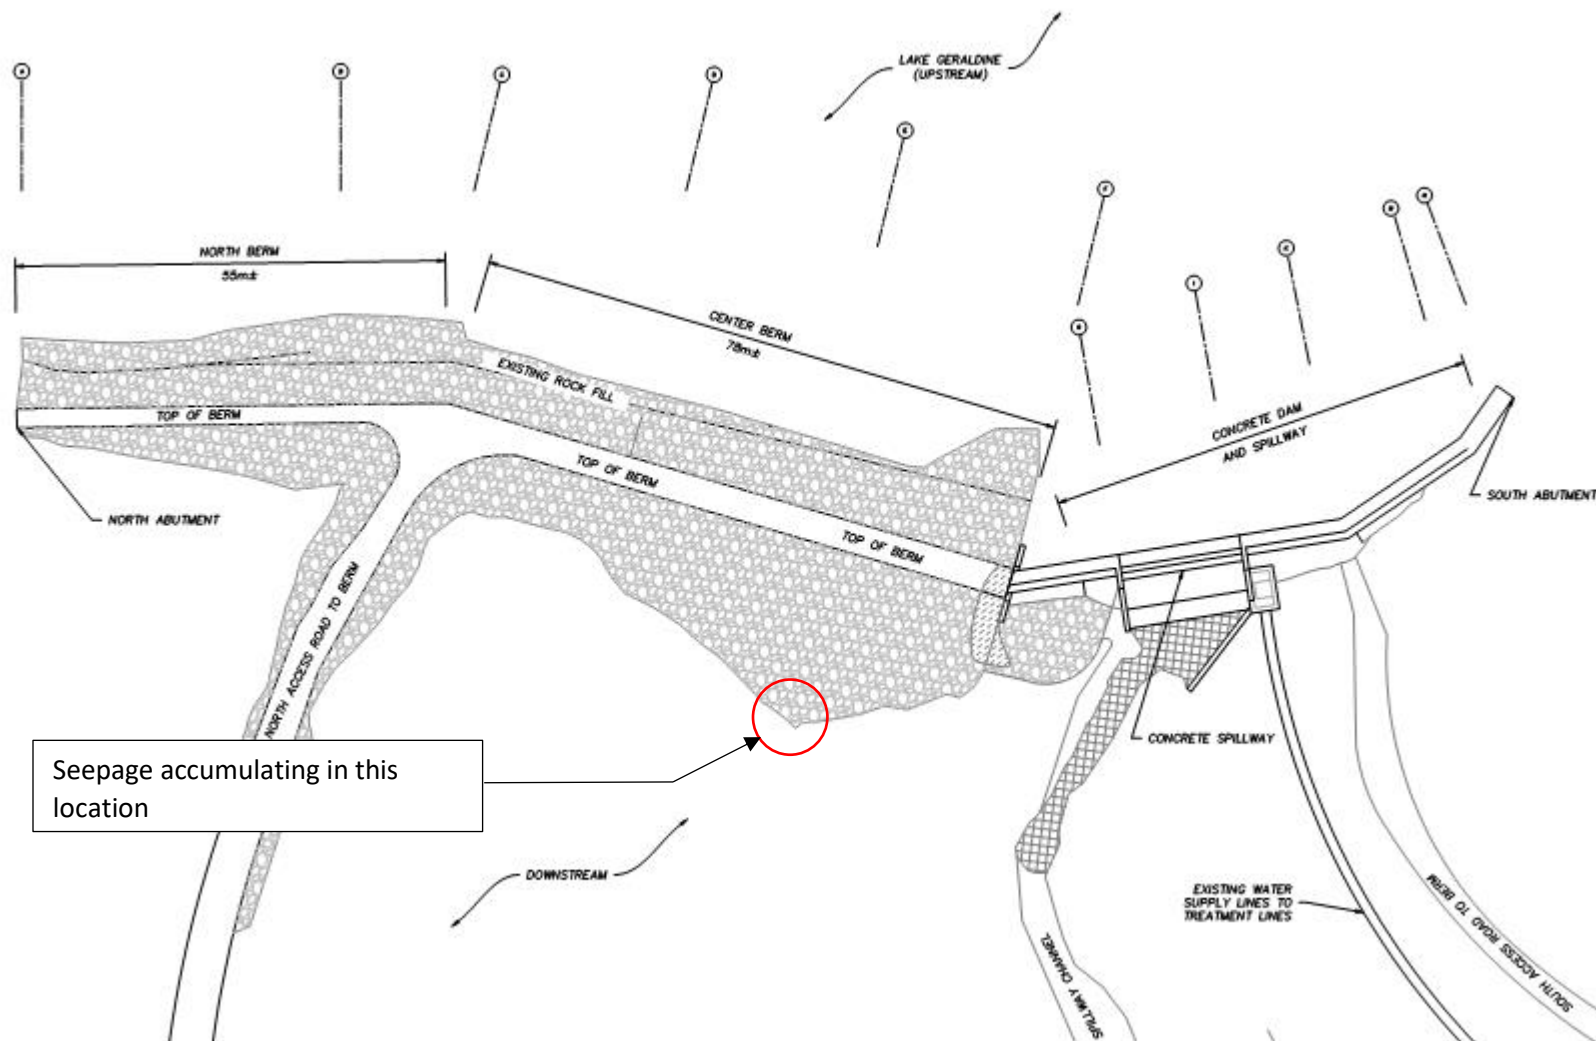 LAKE GERALDINE
(UPSTREAM)
NORTH BERM
55m±
CENTER BERM
78m±
EXISTING ROCK FILL
TOP OF BERM
TOP OF BERM
TOP OF BERM
CONCRETE DAM
AND SPILLWAY
SOUTH ABUTMENT
NORTH ABUTMENT
NORTH ACCESS ROAD TO BERM
CONCRETE SPILLWAY
Seepage accumulating in this
location
DOWNSTREAM
EXISTING WATER
SUPPLY LINES TO
TREATMENT LINES
SPILLWAY CHANNEL
SOUTH ACCESS ROAD TO BERM